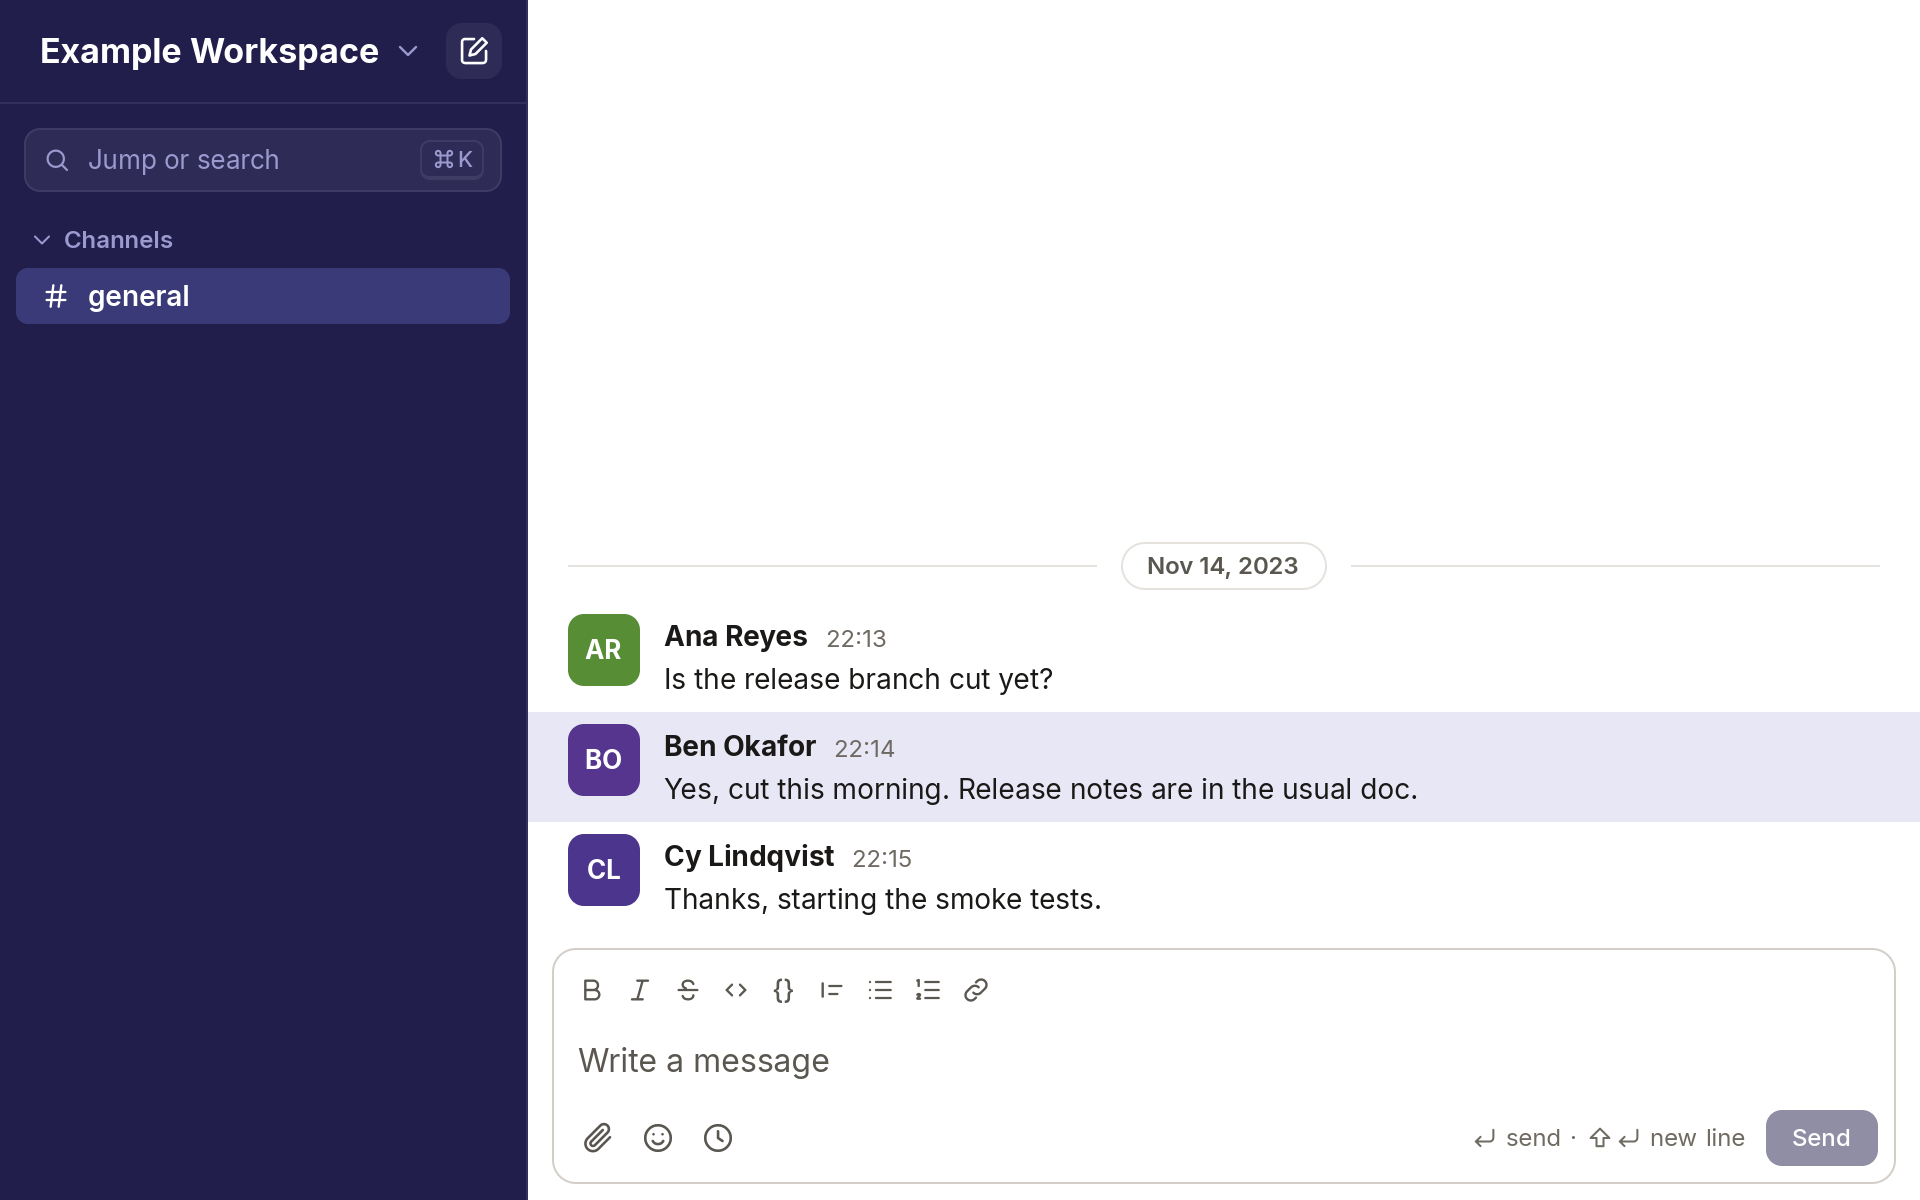 Example Workspace
Jump or search ⌘K
Channels
# general
Nov 14, 2023
AR
Ana Reyes 22:13
Is the release branch cut yet?
BO
Ben Okafor 22:14
Yes, cut this morning. Release notes are in the usual doc.
CL
Cy Lindqvist 22:15
Thanks, starting the smoke tests.
Write a message
send · new line
Send